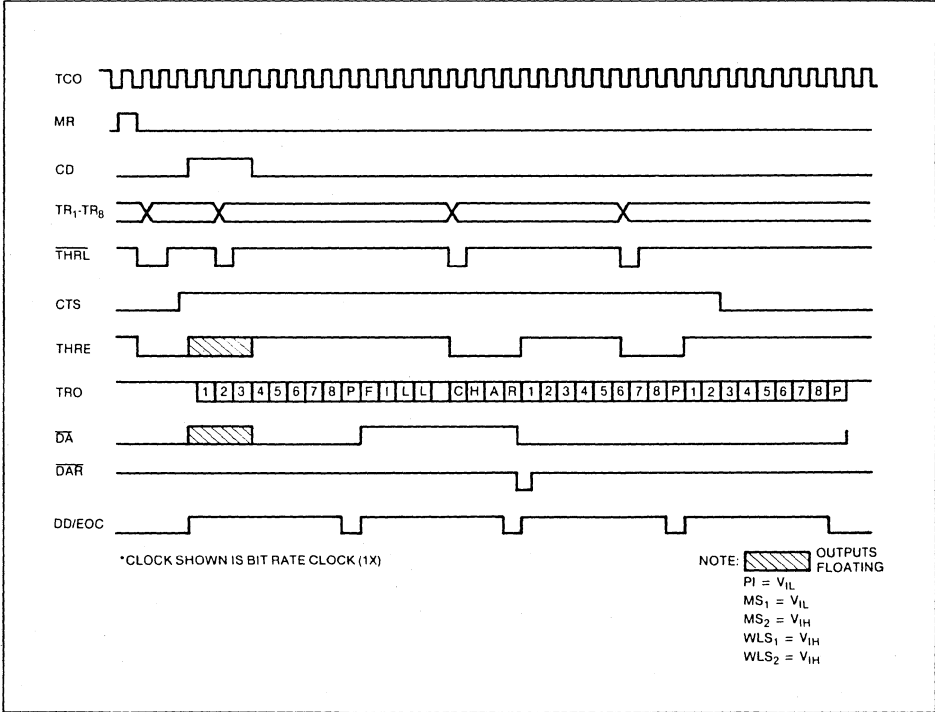 TCO
MR
CD
TR1-TR8
THRL
CTS
THRE
TRO 1 2 3 4 5 6 7 8 P F I L L C H A R 1 2 3 4 5 6 7 8 P 1 2 3 4 5 6 7 8 P
DA
DAR
DD/EOC
*CLOCK SHOWN IS BIT RATE CLOCK (1X)
NOTE: OUTPUTS
FLOATING
PI = VIL
MS1 = VIL
MS2 = VIH
WLS1 = VIH
WLS2 = VIH